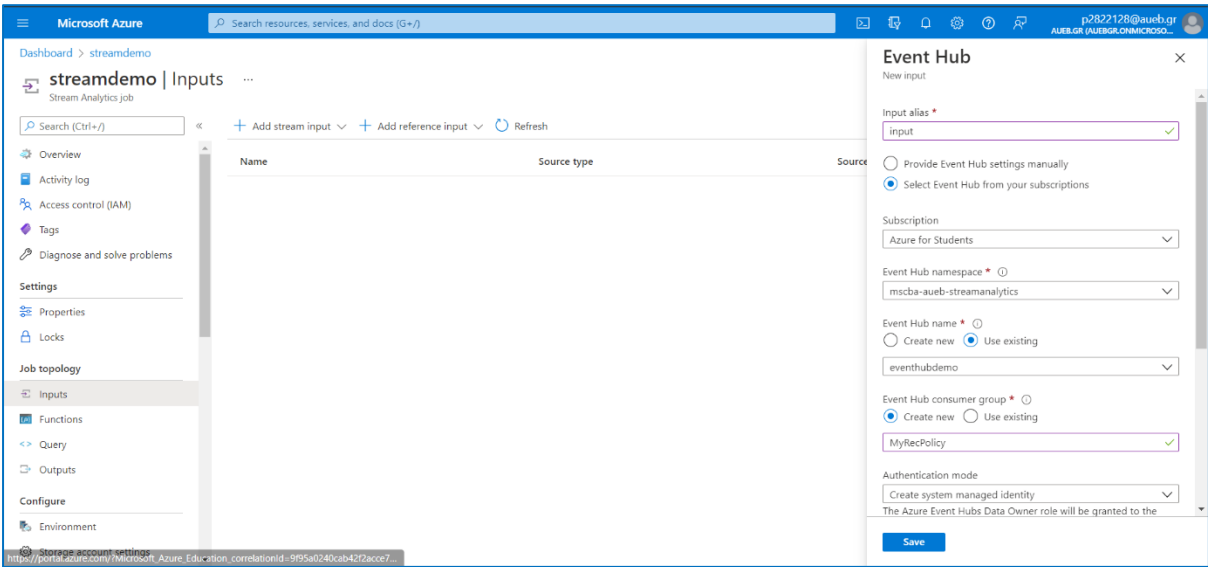 Microsoft Azure
Search resources, services, and docs (G+/)
p2822128@aueb.gr
AUEB.GR (AUEBGR.ONMICROSO...
Dashboard > streamdemo
streamdemo | Inputs ...
Stream Analytics job
Search (Ctrl+/)
«
Overview
Activity log
Access control (IAM)
Tags
Diagnose and solve problems
Settings
Properties
Locks
Job topology
Inputs
Functions
Query
Outputs
Configure
Environment
Storage account settings
https://portal.azure.com/?Microsoft_Azure_Education_correlationId=9f95a0240cab42f2acce7...
+ Add stream input + Add reference input Refresh
Name Source type Source
Event Hub
New input
Input alias *
input
Provide Event Hub settings manually
Select Event Hub from your subscriptions
Subscription
Azure for Students
Event Hub namespace *
mscba-aueb-streamanalytics
Event Hub name *
Create new Use existing
eventhubdemo
Event Hub consumer group *
Create new Use existing
MyRecPolicy
Authentication mode
Create system managed identity
The Azure Event Hubs Data Owner role will be granted to the
Save